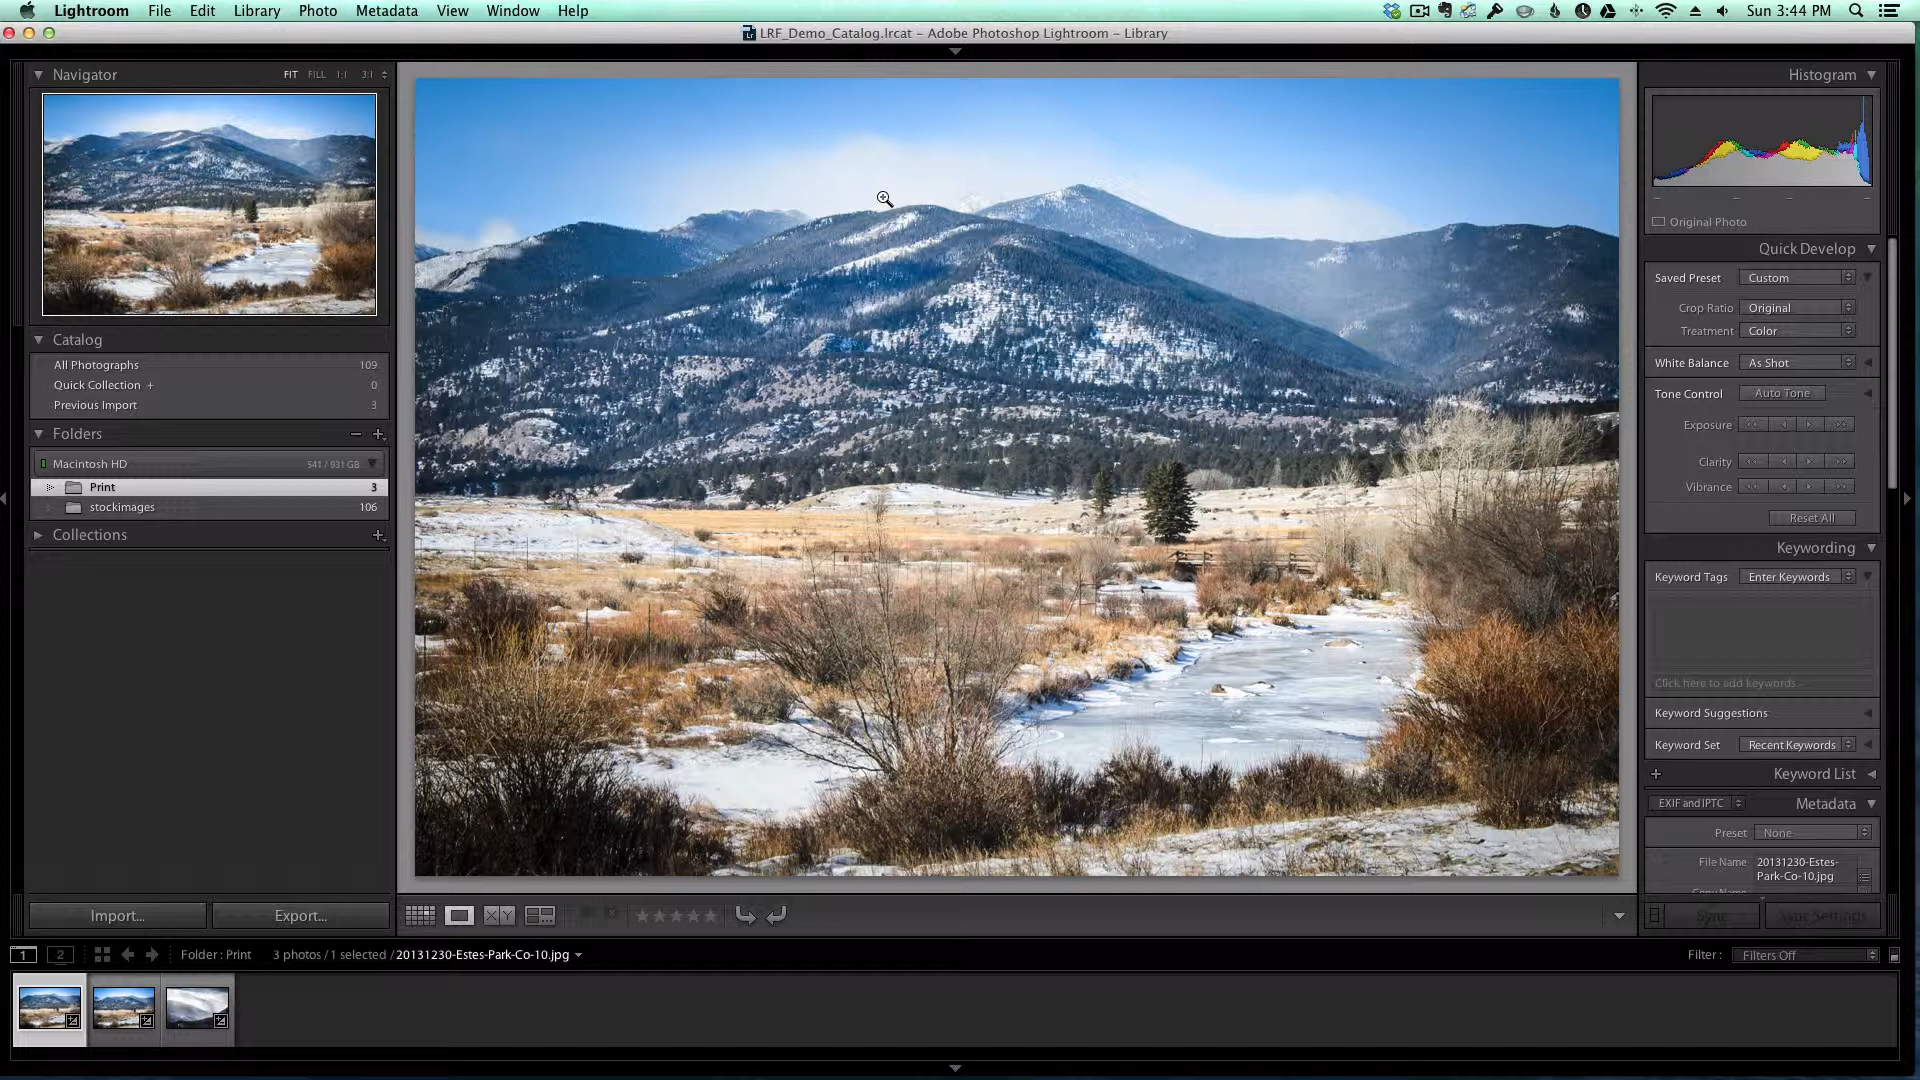 Lightroom File Edit Library Photo Metadata View Window Help Sun 3:44 PM
LRF_Demo_Catalog.lrcat - Adobe Photoshop Lightroom - Library
Navigator FIT FILL 1:1 3:1
Catalog
All Photographs 109
Quick Collection + 0
Previous Import 3
Folders
Macintosh HD 541 / 931 GB
Print 3
stockimages 106
Collections
Import... Export...
Histogram
Original Photo
Quick Develop
Saved Preset Custom
Crop Ratio Original
Treatment Color
White Balance As Shot
Tone Control Auto Tone
Exposure
Clarity
Vibrance
Reset All
Keywording
Keyword Tags Enter Keywords
Click here to add keywords
Keyword Suggestions
Keyword Set Recent Keywords
Keyword List
EXIF and IPTC Metadata
Preset None
File Name 20131230-Estes-
Park-Co-10.jpg
Copy Name
Sync Sync Settings
X Y
1 2 Folder : Print 3 photos / 1 selected / 20131230-Estes-Park-Co-10.jpg Filter : Filters Off